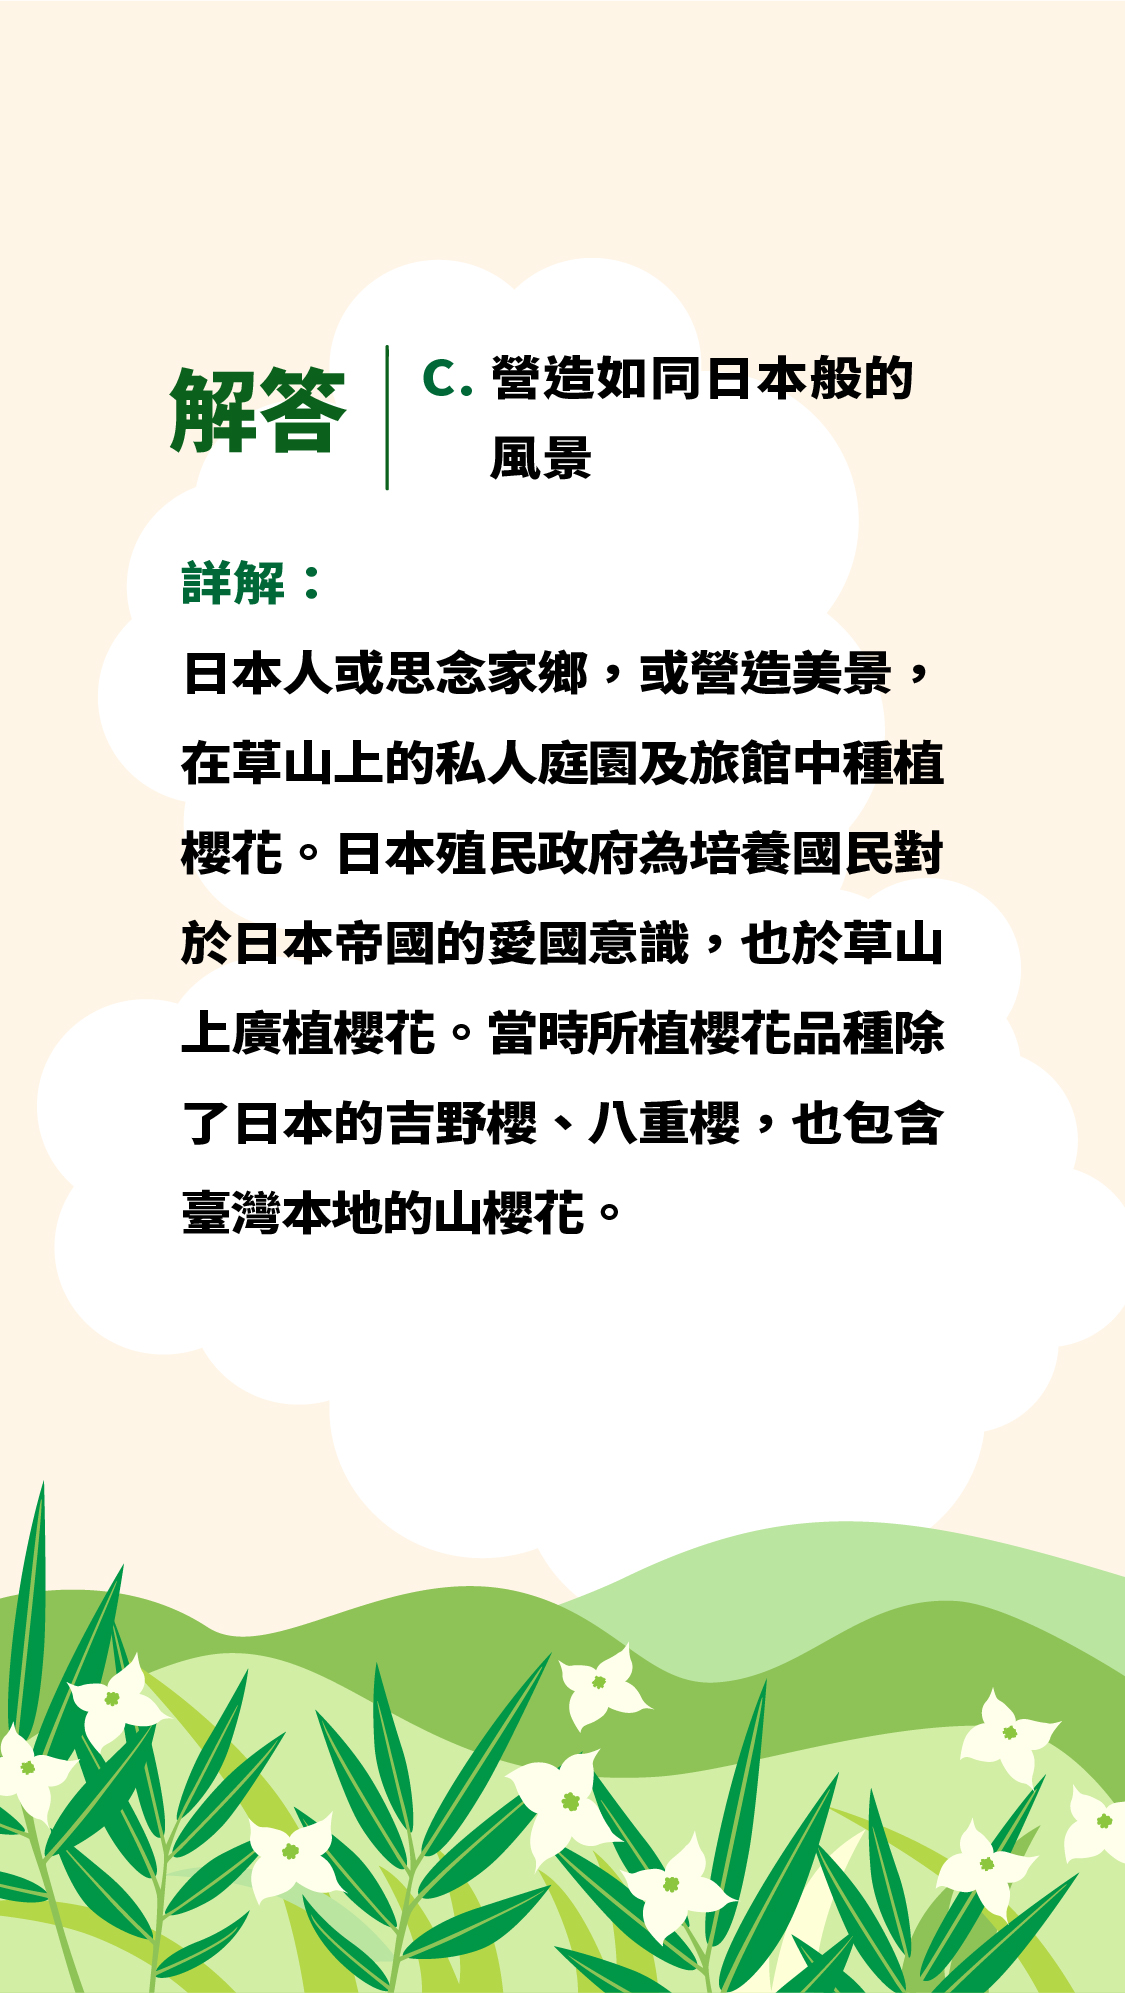 解答
C. 營造如同日本般的
風景
詳解：
日本人或思念家鄉，或營造美景，
在草山上的私人庭園及旅館中種植
櫻花。日本殖民政府為培養國民對
於日本帝國的愛國意識，也於草山
上廣植櫻花。當時所植櫻花品種除
了日本的吉野櫻、八重櫻，也包含
臺灣本地的山櫻花。